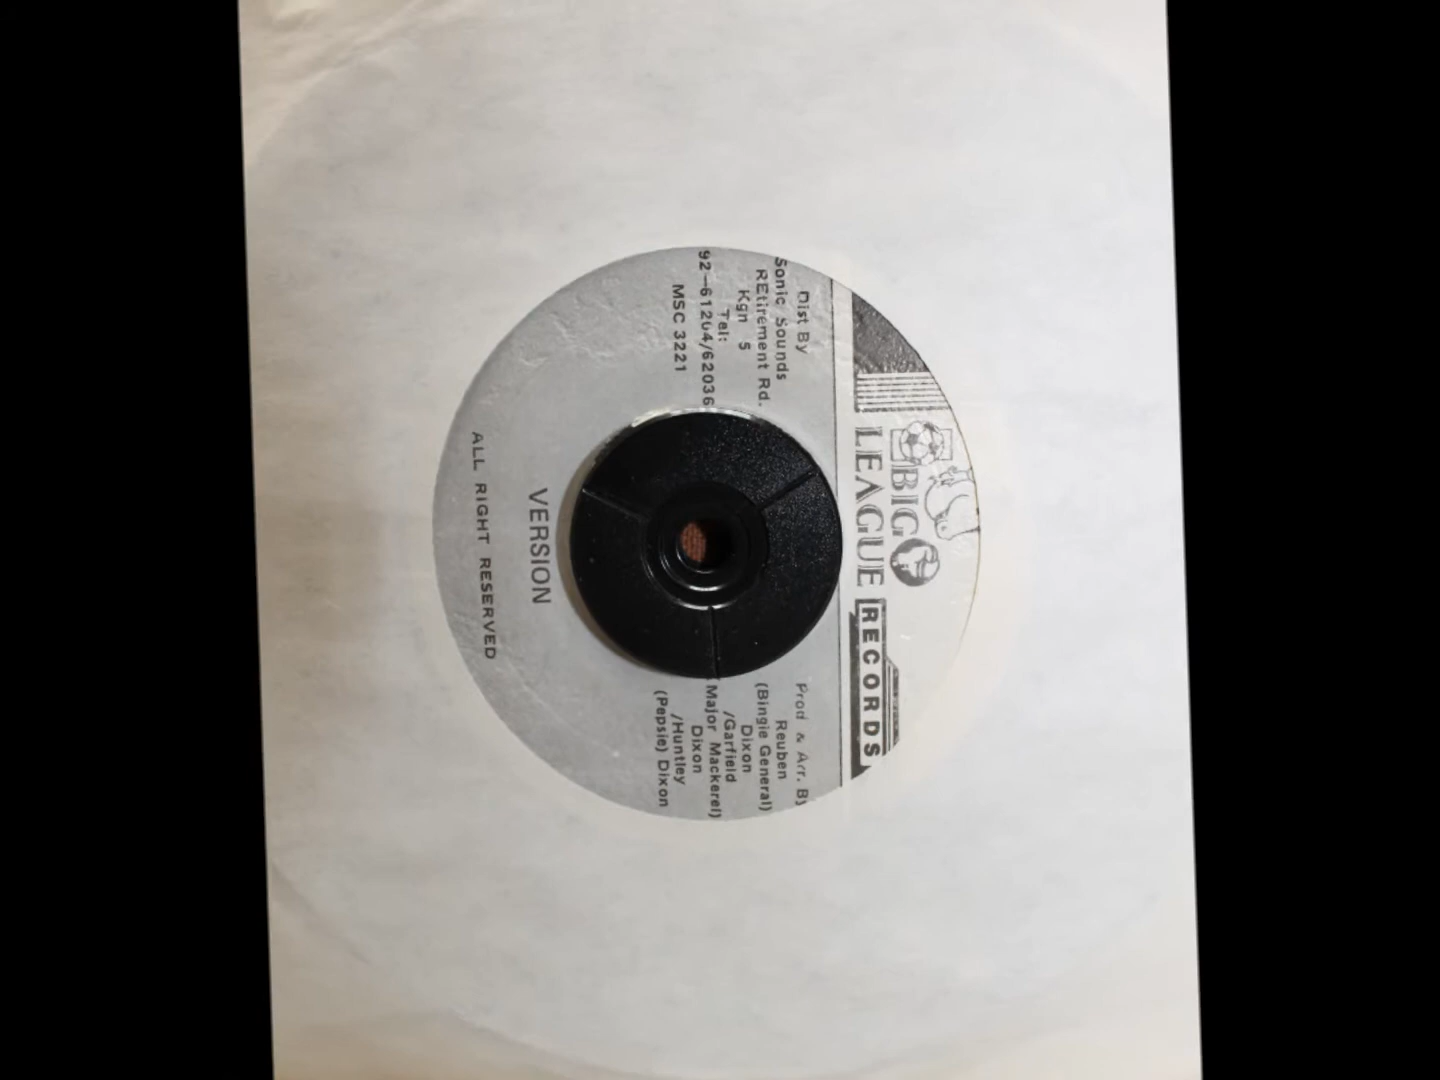 BIG
LEAGUE RECORDS
Dist By
Sonic Sounds
REtirement Rd.
Kgn 5
Tel:
92-61204/62036
MSC 3221
Prod & Arr. By
Reuben
(Bingie General)
Dixon
/Garfield
Major Mackerel)
Dixon
/Huntley
(Pepsie) Dixon
VERSION
ALL RIGHT RESERVED